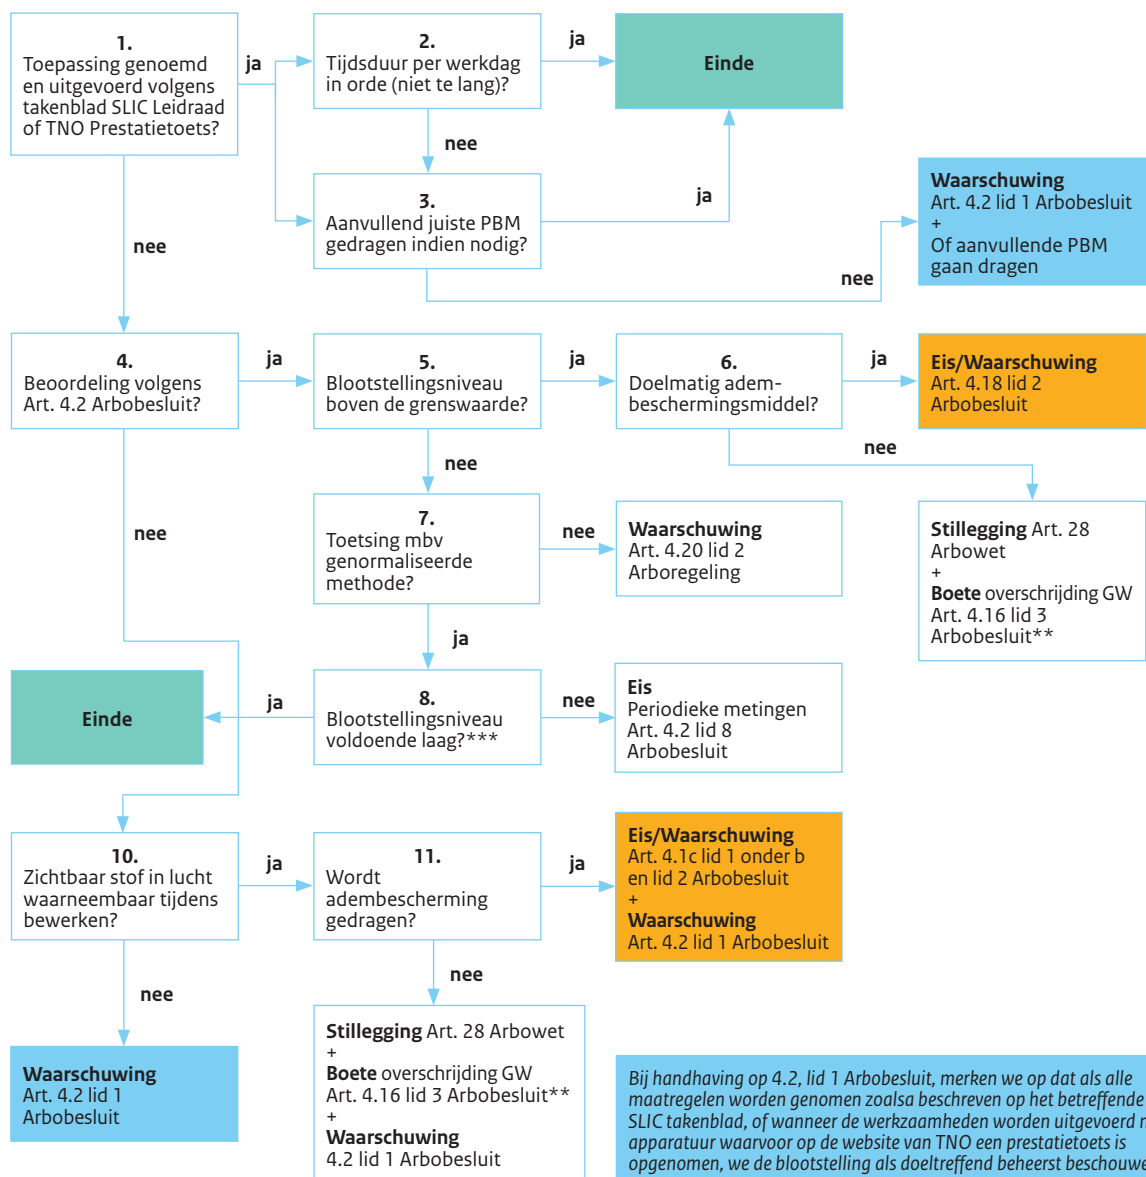 1.
Toepassing genoemd
en uitgevoerd volgens
takenblad SLIC Leidraad
of TNO Prestatietoets?
ja
2.
Tijdsduur per werkdag
in orde (niet te lang)?
ja
Einde
nee
3.
Aanvullend juiste PBM
gedragen indien nodig?
ja
nee
Waarschuwing
Art. 4.2 lid 1 Arbobesluit
+
Of aanvullende PBM
gaan dragen
nee
4.
Beoordeling volgens
Art. 4.2 Arbobesluit?
ja
5.
Blootstellingsniveau
boven de grenswaarde?
ja
6.
Doelmatig adem-
beschermingsmiddel?
ja
Eis/Waarschuwing
Art. 4.18 lid 2
Arbobesluit
nee
Stillegging Art. 28
Arbowet
+
Boete overschrijding GW
Art. 4.16 lid 3
Arbobesluit**
nee
7.
Toetsing mbv
genormaliseerde
methode?
nee
Waarschuwing
Art. 4.20 lid 2
Arboregeling
ja
8.
Blootstellingsniveau
voldoende laag?***
nee
Eis
Periodieke metingen
Art. 4.2 lid 8
Arbobesluit
ja
Einde
nee
10.
Zichtbaar stof in lucht
waarneembaar tijdens
bewerken?
ja
11.
Wordt
adembescherming
gedragen?
ja
Eis/Waarschuwing
Art. 4.1c lid 1 onder b
en lid 2 Arbobesluit
+
Waarschuwing
Art. 4.2 lid 1 Arbobesluit
nee
Waarschuwing
Art. 4.2 lid 1
Arbobesluit
nee
Stillegging Art. 28 Arbowet
+
Boete overschrijding GW
Art. 4.16 lid 3 Arbobesluit**
+
Waarschuwing
4.2 lid 1 Arbobesluit
Bij handhaving op 4.2, lid 1 Arbobesluit, merken we op dat als alle
maatregelen worden genomen zoalsa beschreven op het betreffende
SLIC takenblad, of wanneer de werkzaamheden worden uitgevoerd
apparatuur waarvoor op de website van TNO een prestatietoets is
opgenomen, we de blootstelling als doeltreffend beheerst